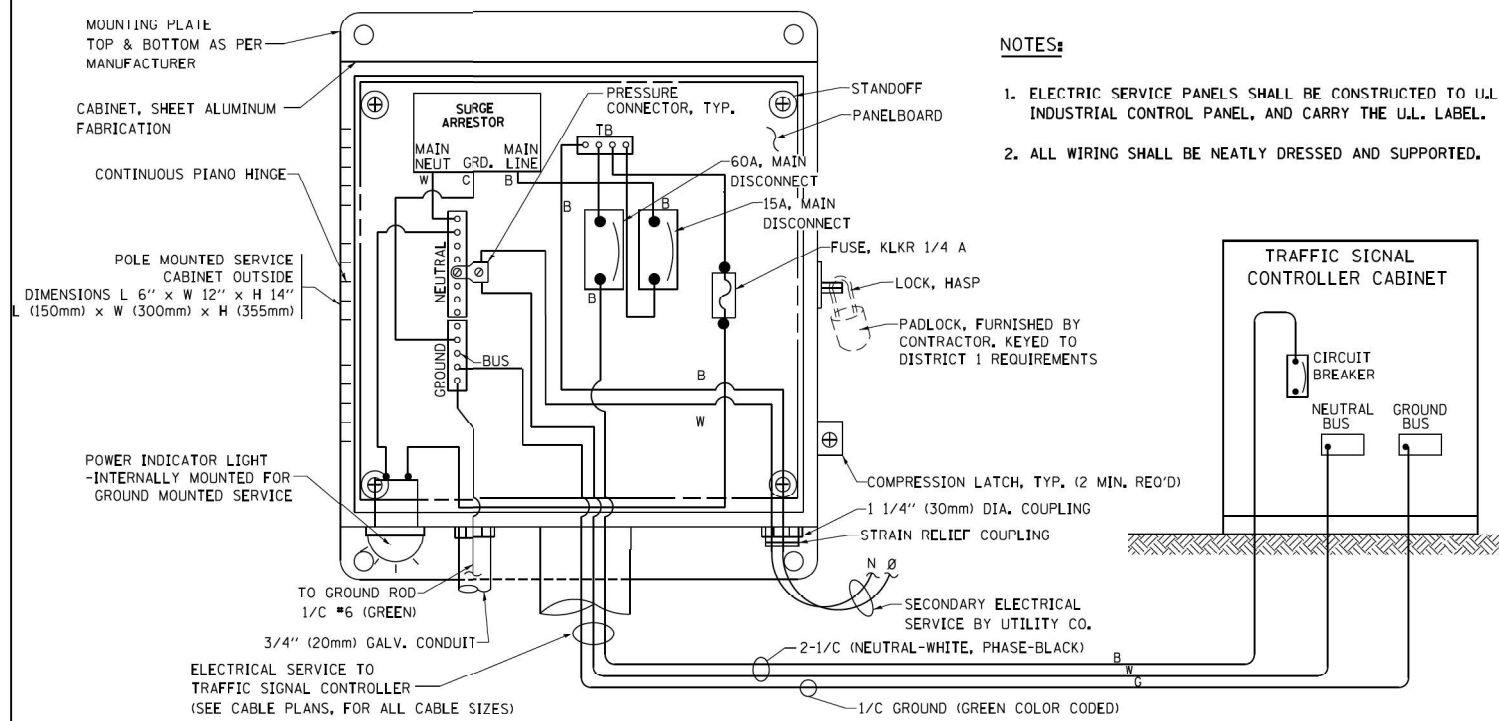 MOUNTING PLATE
TOP & BOTTOM AS PER
MANUFACTURER
CABINET, SHEET ALUMINUM
FABRICATION
CONTINUOUS PIANO HINGE
POLE MOUNTED SERVICE
CABINET OUTSIDE
DIMENSIONS L 6'' x W 12'' x H 14''
L (150mm) x W (300mm) x H (355mm)
POWER INDICATOR LIGHT
-INTERNALLY MOUNTED FOR
GROUND MOUNTED SERVICE
SURGE
ARRESTOR
MAIN
NEUT
GRD.
MAIN
LINE
W
C
B
PRESSURE
CONNECTOR, TYP.
TB
STANDOFF
PANELBOARD
60A, MAIN
DISCONNECT
B
B
15A, MAIN
DISCONNECT
FUSE, KLKR 1/4 A
NEUTRAL
B
LOCK, HASP
PADLOCK, FURNISHED BY
CONTRACTOR. KEYED TO
DISTRICT 1 REQUIREMENTS
GROUND
BUS
B
W
COMPRESSION LATCH, TYP. (2 MIN. REQ'D)
1 1/4'' (30mm) DIA. COUPLING
STRAIN RELIEF COUPLING
N Ø
SECONDARY ELECTRICAL
SERVICE BY UTILITY CO.
TO GROUND ROD
1/C #6 (GREEN)
3/4'' (20mm) GALV. CONDUIT
ELECTRICAL SERVICE TO
TRAFFIC SIGNAL CONTROLLER
(SEE CABLE PLANS, FOR ALL CABLE SIZES)
2-1/C (NEUTRAL-WHITE, PHASE-BLACK)
B
W
G
1/C GROUND (GREEN COLOR CODED)
NOTES:
1. ELECTRIC SERVICE PANELS SHALL BE CONSTRUCTED TO U.L
INDUSTRIAL CONTROL PANEL, AND CARRY THE U.L. LABEL.
2. ALL WIRING SHALL BE NEATLY DRESSED AND SUPPORTED.
TRAFFIC SIGNAL
CONTROLLER CABINET
CIRCUIT
BREAKER
NEUTRAL
BUS
GROUND
BUS